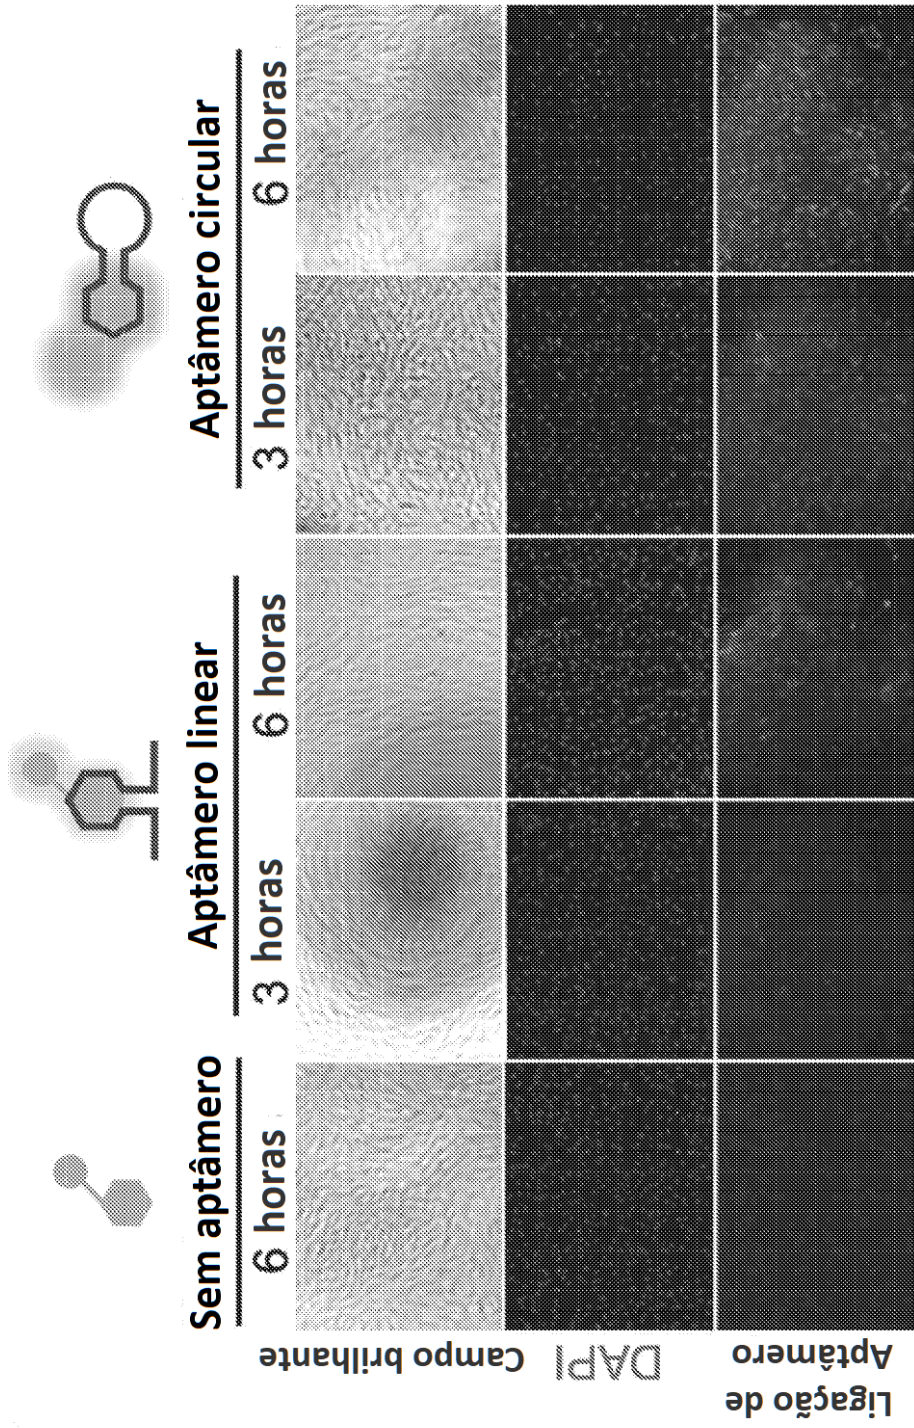 Sem aptâmero
Aptâmero linear
Aptâmero circular
6 horas
3 horas
6 horas
3 horas
6 horas
Campo brilhante
DAPI
Ligação de
Aptâmero